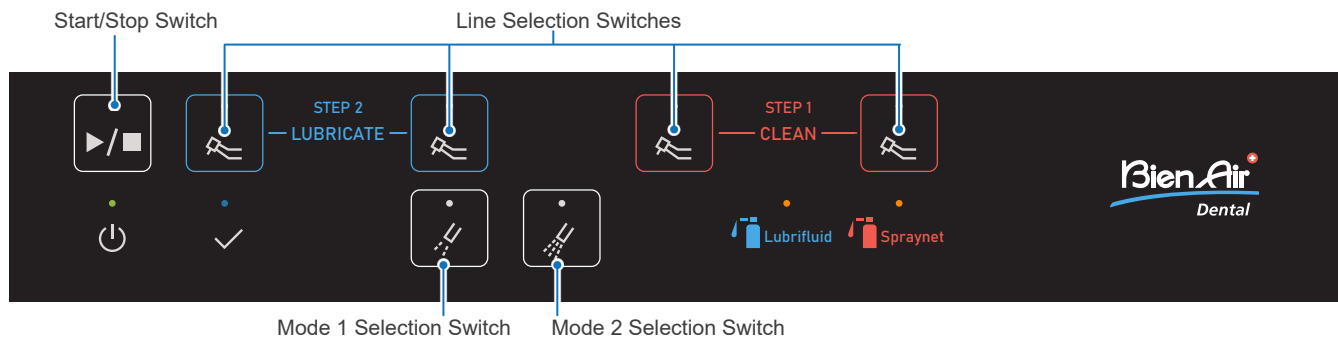 Start/Stop Switch
Line Selection Switches
STEP 2
LUBRICATE
STEP 1
CLEAN
Bien Air
Dental
Lubrifluid
Spraynet
Mode 1 Selection Switch
Mode 2 Selection Switch